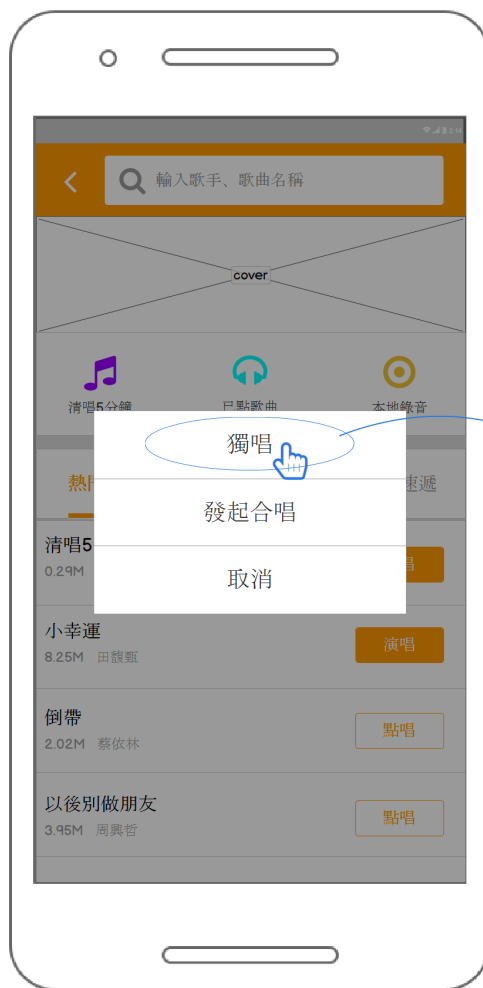 2:14
輸入歌手、歌曲名稱
cover
清唱5分鐘
已點歌曲
本地錄音
獨唱
發起合唱
取消
熱
速遞
清唱5
0.29M
唱
小幸運
8.25M 田馥甄
演唱
倒帶
2.02M 蔡依林
點唱
以後別做朋友
3.95M 周興哲
點唱